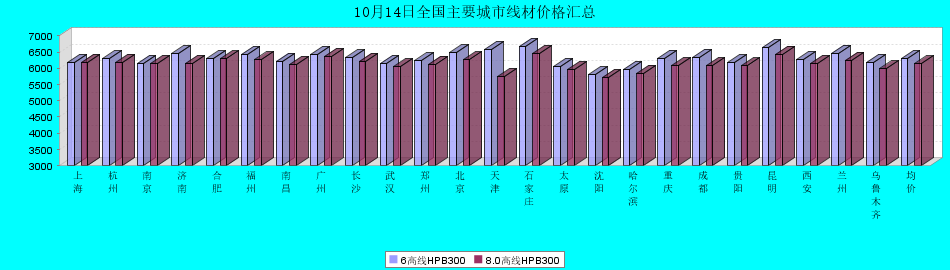 10月14日全国主要城市线材价格汇总
7000
6500
6000
5500
5000
4500
4000
3500
3000
上海
杭州
南京
济南
合肥
福州
南昌
广州
长沙
武汉
郑州
北京
天津
石家庄
太原
沈阳
哈尔滨
重庆
成都
贵阳
昆明
西安
兰州
乌鲁木齐
均价
6高线HPB300
8.0高线HPB300